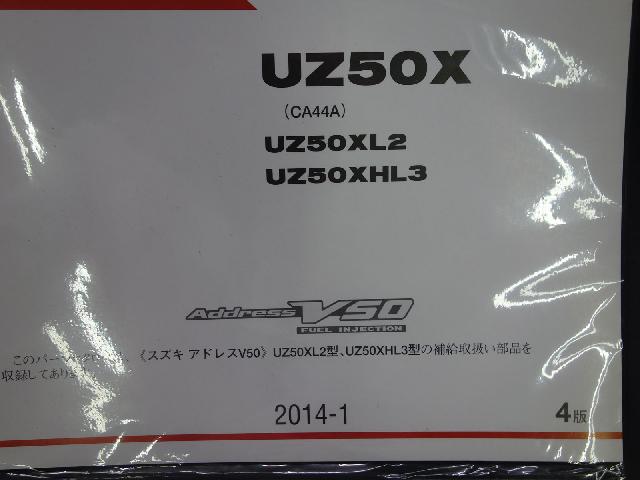 UZ50X
(CA44A)
UZ50XL2
UZ50XHL3
Address V50
FUEL INJECTION
このパーツ 《スズキ アドレスV50》 UZ50XL2型、UZ50XHL3型の補給取扱い部品を
収録してあります
2014-1
4版